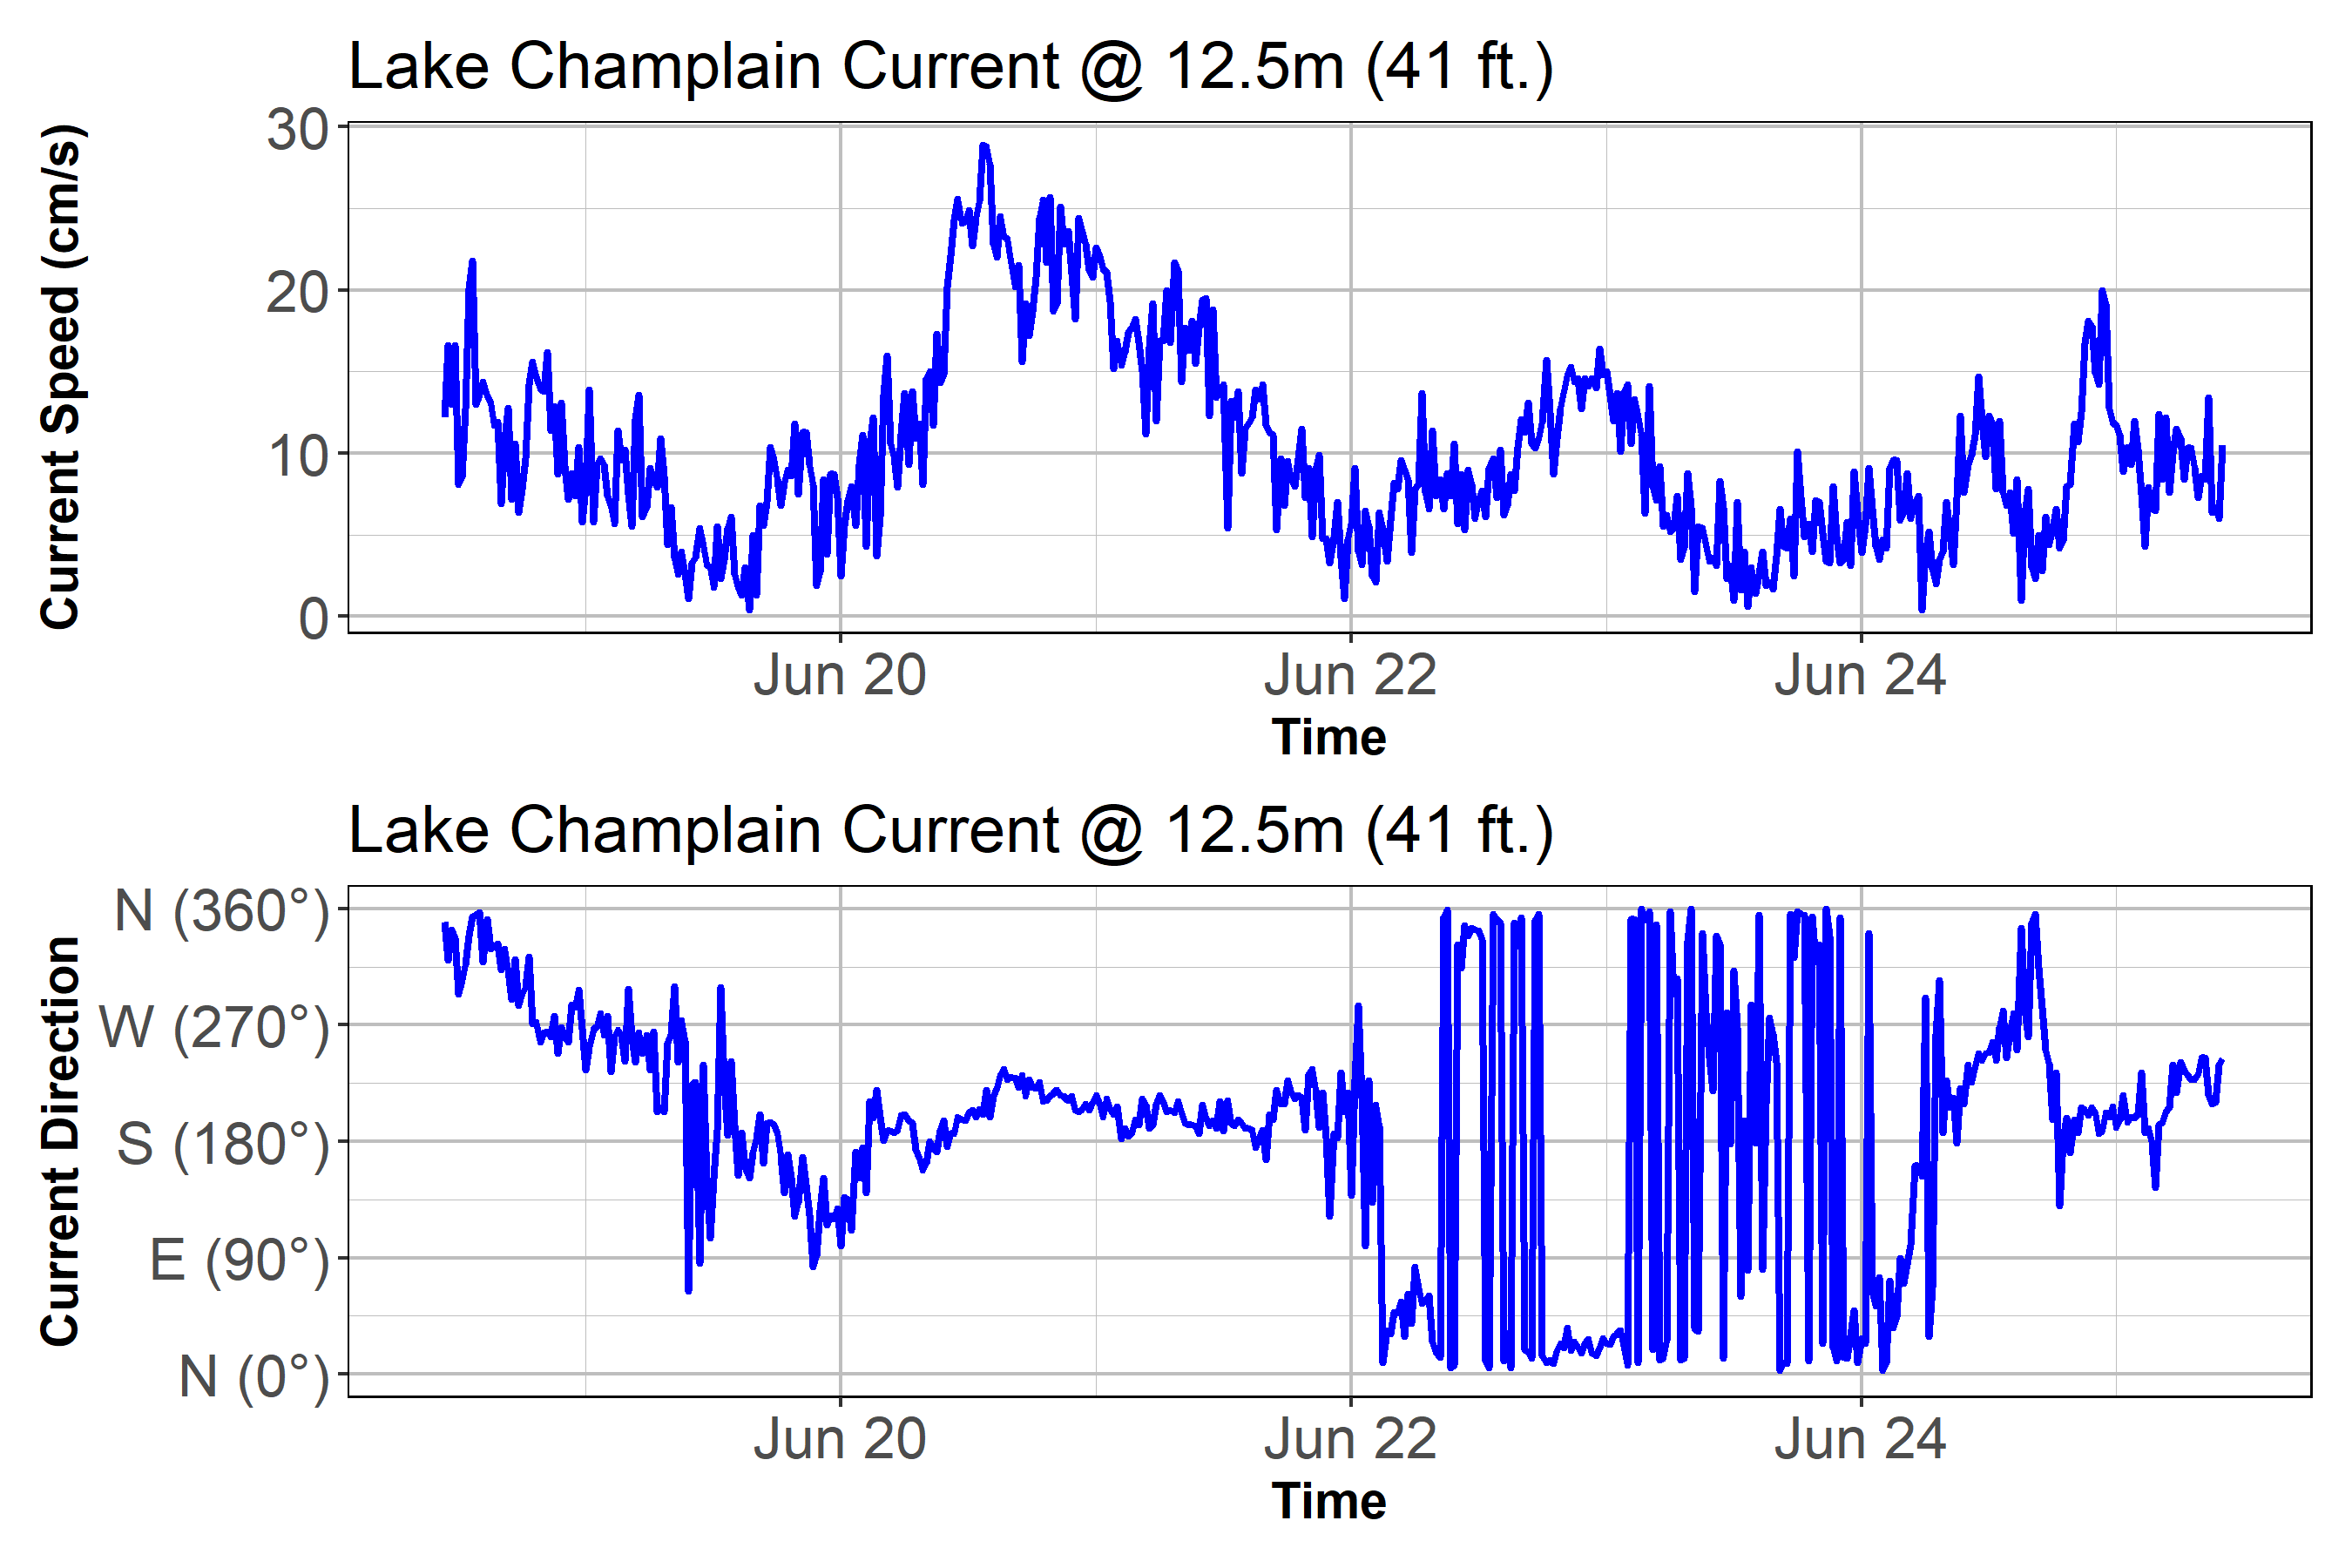 Lake Champlain Current @ 12.5m (41 ft.)
Current Speed (cm/s)
30
20
10
0
Jun 20 Jun 22 Jun 24
Time
Lake Champlain Current @ 12.5m (41 ft.)
Current Direction
N (360°)
W (270°)
S (180°)
E (90°)
N (0°)
Jun 20 Jun 22 Jun 24
Time